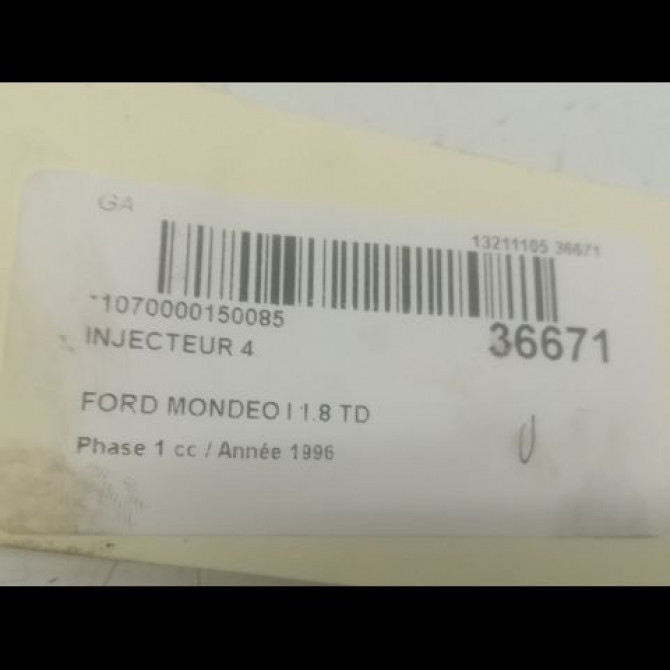 GA
13211105 36671
-1070000150085
36671
INJECTEUR 4
FORD MONDEO I 1.8 TD
Phase 1 cc / Année 1996